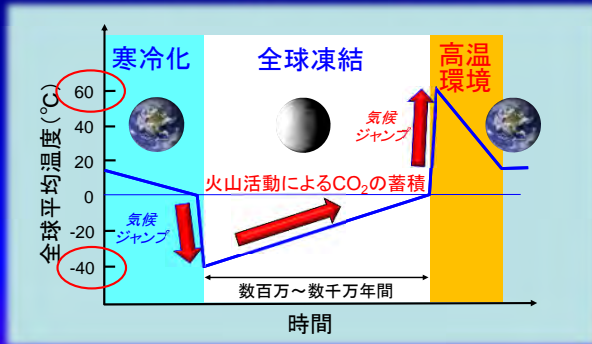 寒冷化
全球凍結
高温
環境
全球平均温度(℃)
60
40
20
0
-20
-40
気候
ジャンプ
火山活動によるCO₂の蓄積
気候
ジャンプ
数百万～数千万年間
時間